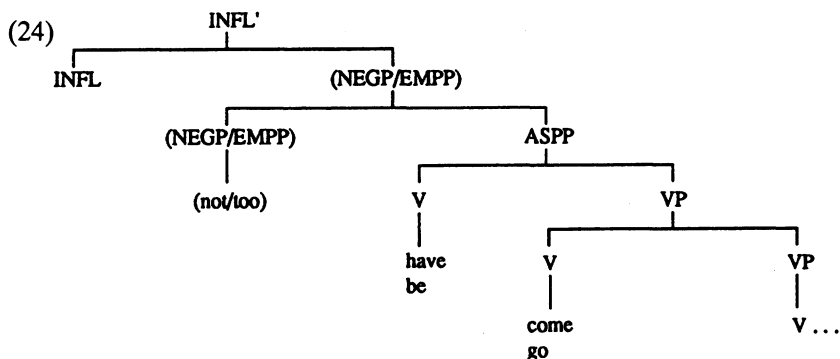 (24)
INFL'
INFL (NEGP/EMPP)
(NEGP/EMPP) ASPP
(not/too) V VP
have V VP
be
come V ...
go